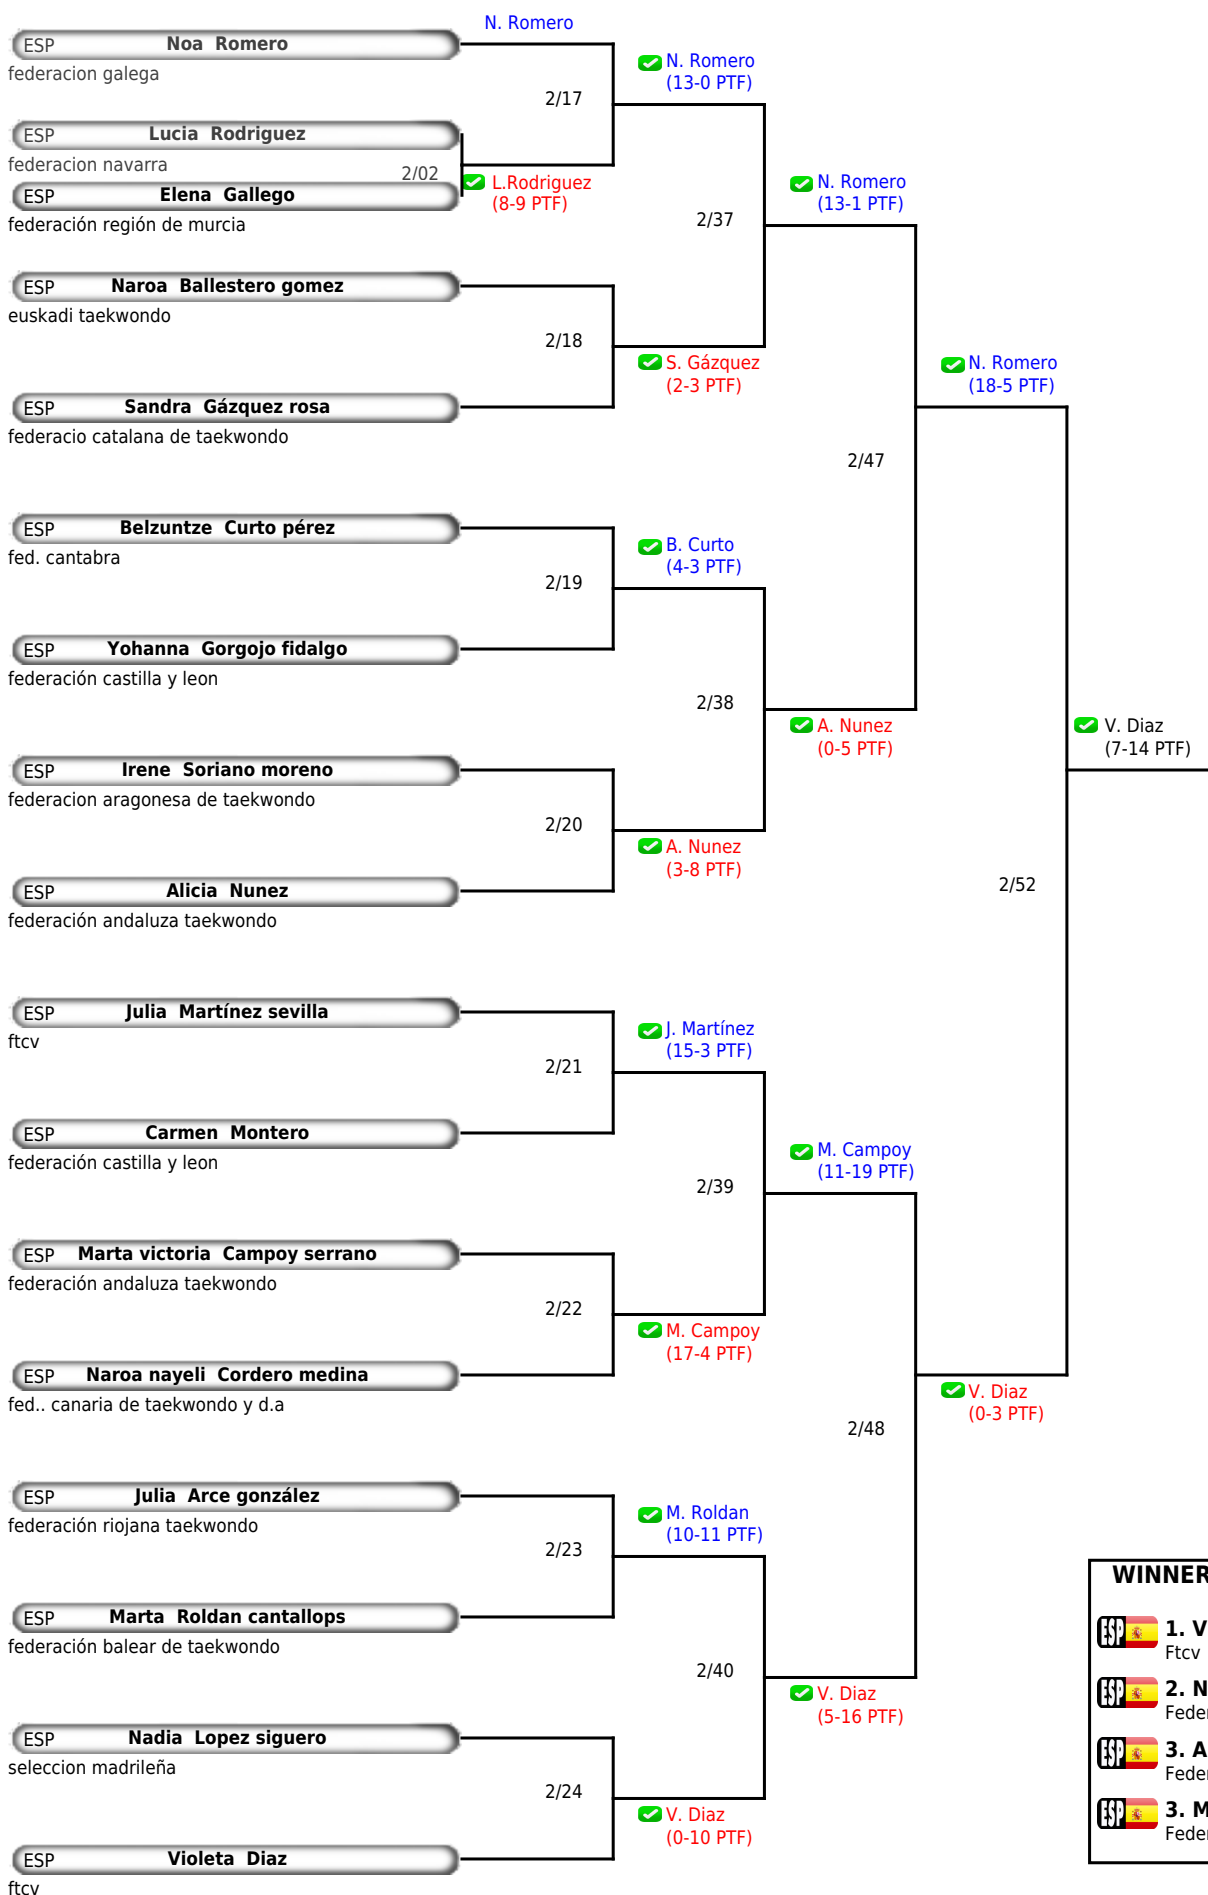 N. Romero
ESP Noa Romero
federacion galega
N. Romero
(13-0 PTF)
2/17
ESP Lucia Rodriguez
federacion navarra
2/02
ESP Elena Gallego
federación región de murcia
L.Rodriguez
(8-9 PTF)
N. Romero
(13-1 PTF)
2/37
ESP Naroa Ballestero gomez
euskadi taekwondo
2/18
S. Gázquez
(2-3 PTF)
N. Romero
(18-5 PTF)
ESP Sandra Gázquez rosa
federacio catalana de taekwondo
2/47
ESP Belzuntze Curto pérez
fed. cantabra
B. Curto
(4-3 PTF)
2/19
ESP Yohanna Gorgojo fidalgo
federación castilla y leon
2/38
A. Nunez
(0-5 PTF)
V. Diaz
(7-14 PTF)
ESP Irene Soriano moreno
federacion aragonesa de taekwondo
2/20
A. Nunez
(3-8 PTF)
ESP Alicia Nunez
federación andaluza taekwondo
2/52
ESP Julia Martínez sevilla
ftcv
J. Martínez
(15-3 PTF)
2/21
ESP Carmen Montero
federación castilla y leon
M. Campoy
(11-19 PTF)
2/39
ESP Marta victoria Campoy serrano
federación andaluza taekwondo
2/22
M. Campoy
(17-4 PTF)
ESP Naroa nayeli Cordero medina
fed.. canaria de taekwondo y d.a
V. Diaz
(0-3 PTF)
2/48
ESP Julia Arce gonzález
federación riojana taekwondo
M. Roldan
(10-11 PTF)
2/23
ESP Marta Roldan cantallops
federación balear de taekwondo
2/40
V. Diaz
(5-16 PTF)
ESP Nadia Lopez siguero
seleccion madrileña
2/24
V. Diaz
(0-10 PTF)
ESP Violeta Diaz
ftcv
WINNER
ESP 1. V
Ftcv
ESP 2. N
Feder
ESP 3. A
Feder
ESP 3. M
Feder